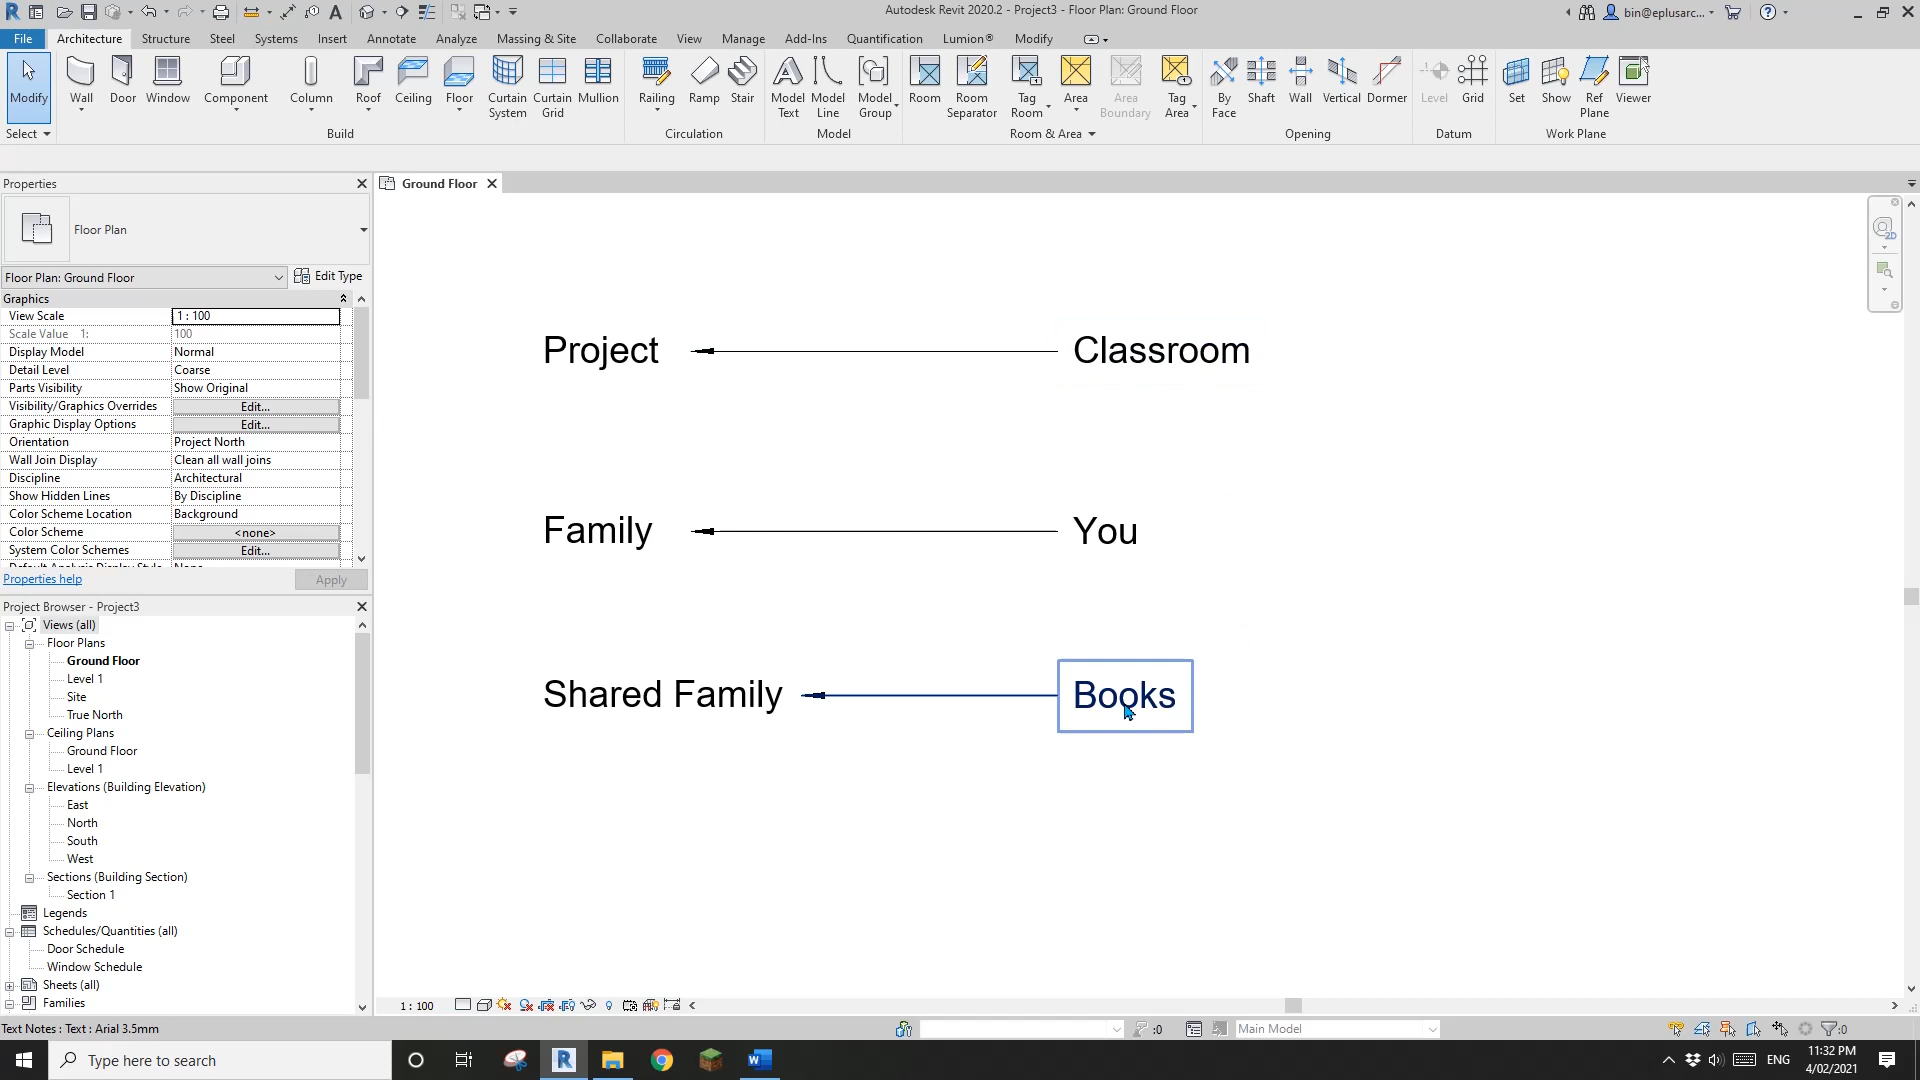 Autodesk Revit 2020.2 - Project3 - Floor Plan: Ground Floor
bin@eplusarc...
File Architecture Structure Steel Systems Insert Annotate Analyze Massing & Site Collaborate View Manage Add-Ins Quantification Lumion® Modify
Modify Wall Door Window Component Column Roof Ceiling Floor Curtain System Curtain Grid Mullion Railing Ramp Stair Model Text Model Line Model Group Room Room Separator Tag Room Area Area Boundary Tag Area By Face Shaft Wall Vertical Dormer Level Grid Set Show Ref Plane Viewer
Select Build Circulation Model Room & Area Opening Datum Work Plane
Properties
Ground Floor
Floor Plan
Floor Plan: Ground Floor Edit Type
Graphics
View Scale 1 : 100
Scale Value 1: 100
Display Model Normal
Detail Level Coarse
Parts Visibility Show Original
Visibility/Graphics Overrides Edit...
Graphic Display Options Edit...
Orientation Project North
Wall Join Display Clean all wall joins
Discipline Architectural
Show Hidden Lines By Discipline
Color Scheme Location Background
Color Scheme <none>
System Color Schemes Edit...
Properties help Apply
Project Browser - Project3
Views (all)
Floor Plans
Ground Floor
Level 1
Site
True North
Ceiling Plans
Ground Floor
Level 1
Elevations (Building Elevation)
East
North
South
West
Sections (Building Section)
Section 1
Legends
Schedules/Quantities (all)
Door Schedule
Window Schedule
Sheets (all)
Families
Project Classroom
Family You
Shared Family Books
1 : 100
Text Notes : Text : Arial 3.5mm
:0
Main Model
:0
Type here to search
ENG
11:32 PM
4/02/2021